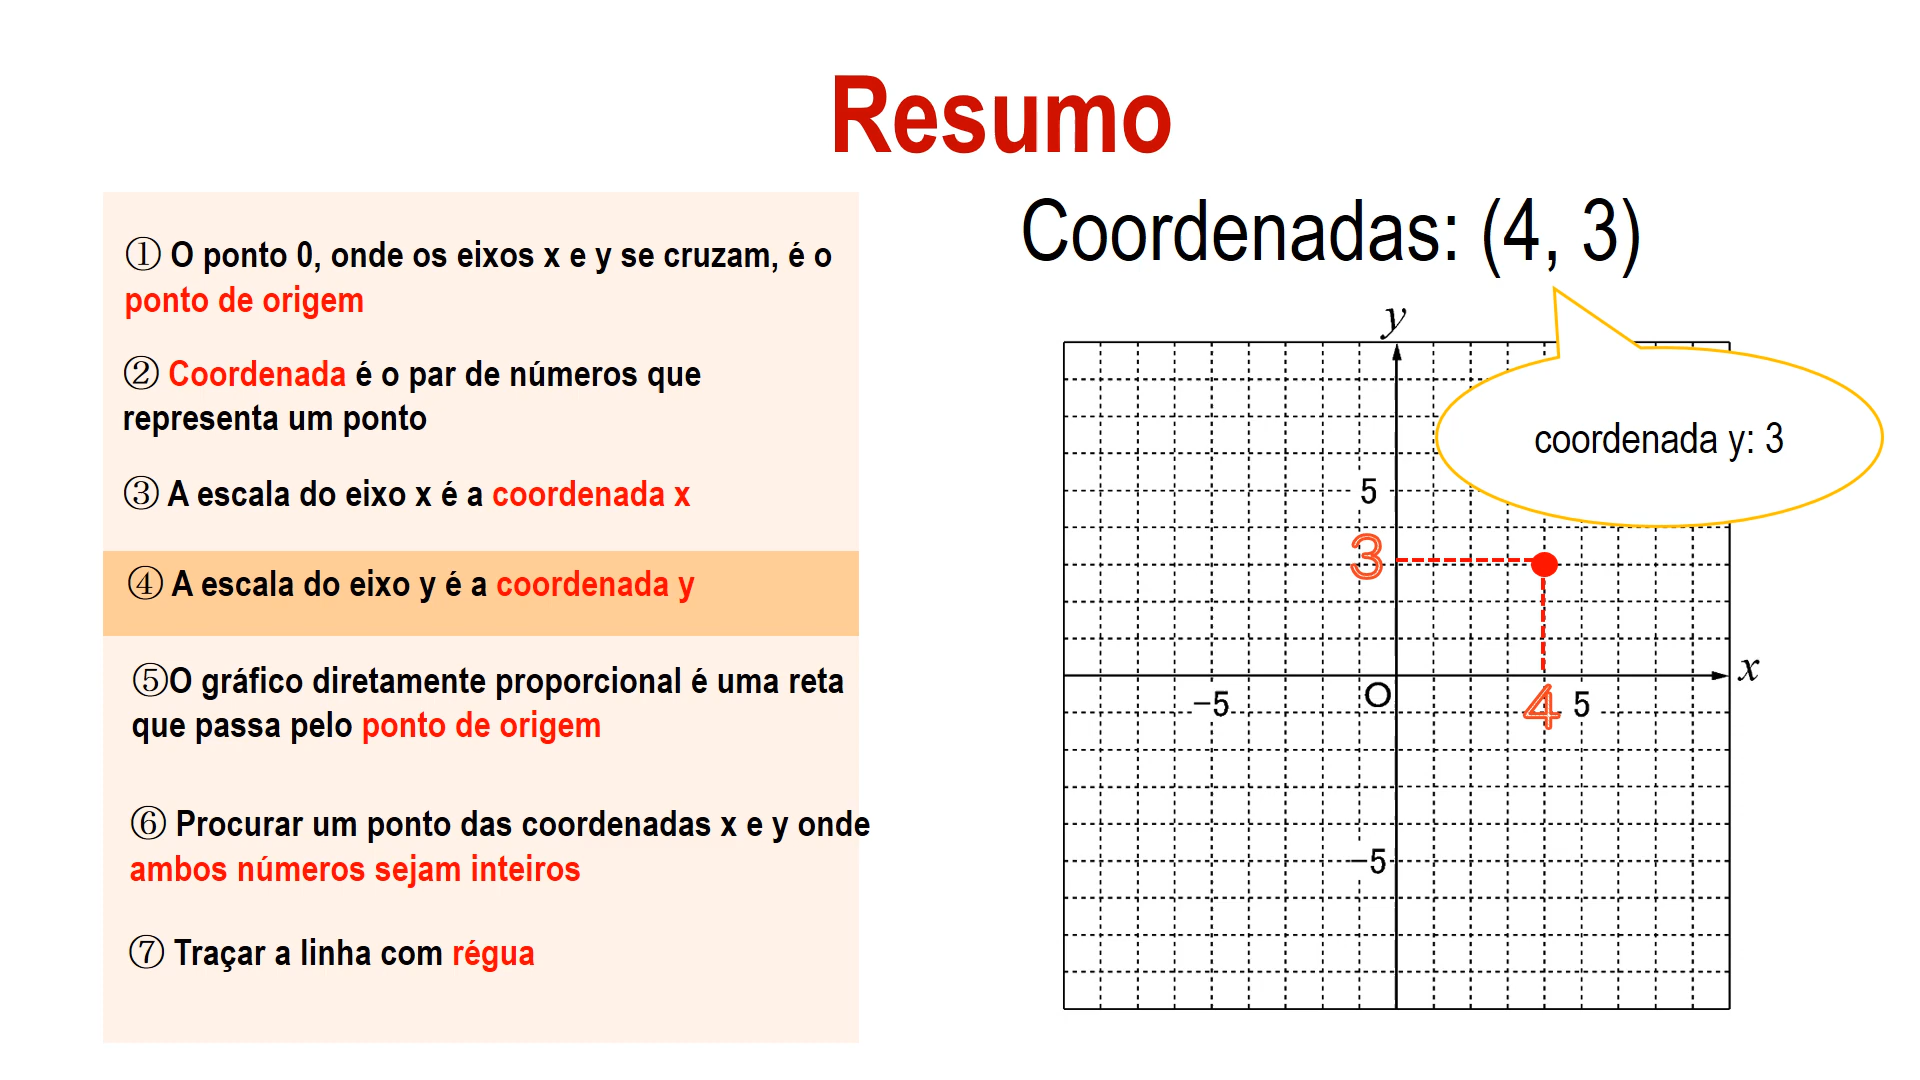 Resumo
① O ponto 0, onde os eixos x e y se cruzam, é o
ponto de origem
② Coordenada é o par de números que
representa um ponto
③ A escala do eixo x é a coordenada x
④ A escala do eixo y é a coordenada y
⑤O gráfico diretamente proporcional é uma reta
que passa pelo ponto de origem
⑥ Procurar um ponto das coordenadas x e y onde
ambos números sejam inteiros
⑦ Traçar a linha com régua
Coordenadas: (4, 3)
y
coordenada y: 3
5
3
x
−5
O
4
5
−5